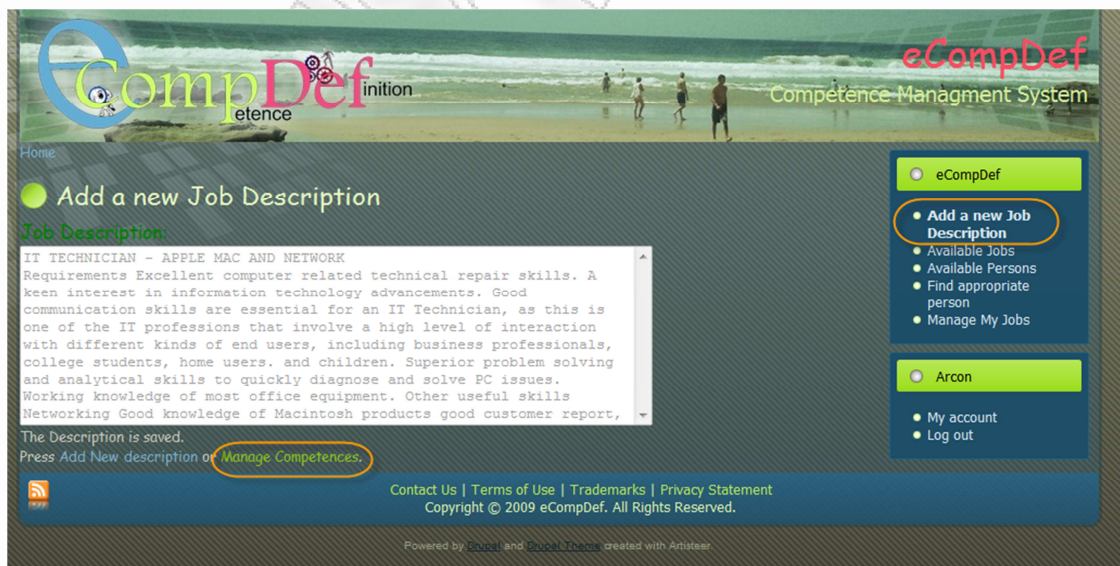 eCompDef
etence
inition
eCompDef
Competence Managment System
Home
Add a new Job Description
Job Description:
IT TECHNICIAN – APPLE MAC AND NETWORK
Requirements Excellent computer related technical repair skills. A
keen interest in information technology advancements. Good
communication skills are essential for an IT Technician, as this is
one of the IT professions that involve a high level of interaction
with different kinds of end users, including business professionals,
college students, home users. and children. Superior problem solving
and analytical skills to quickly diagnose and solve PC issues.
Working knowledge of most office equipment. Other useful skills
Networking Good knowledge of Macintosh products good customer report,
The Description is saved.
Press Add New description or Manage Competences.
eCompDef
Add a new Job
Description
Available Jobs
Available Persons
Find appropriate
person
Manage My Jobs
Arcon
My account
Log out
Contact Us | Terms of Use | Trademarks | Privacy Statement
Copyright © 2009 eCompDef. All Rights Reserved.
Powered by Drupal and Drupal Theme created with Artisteer.